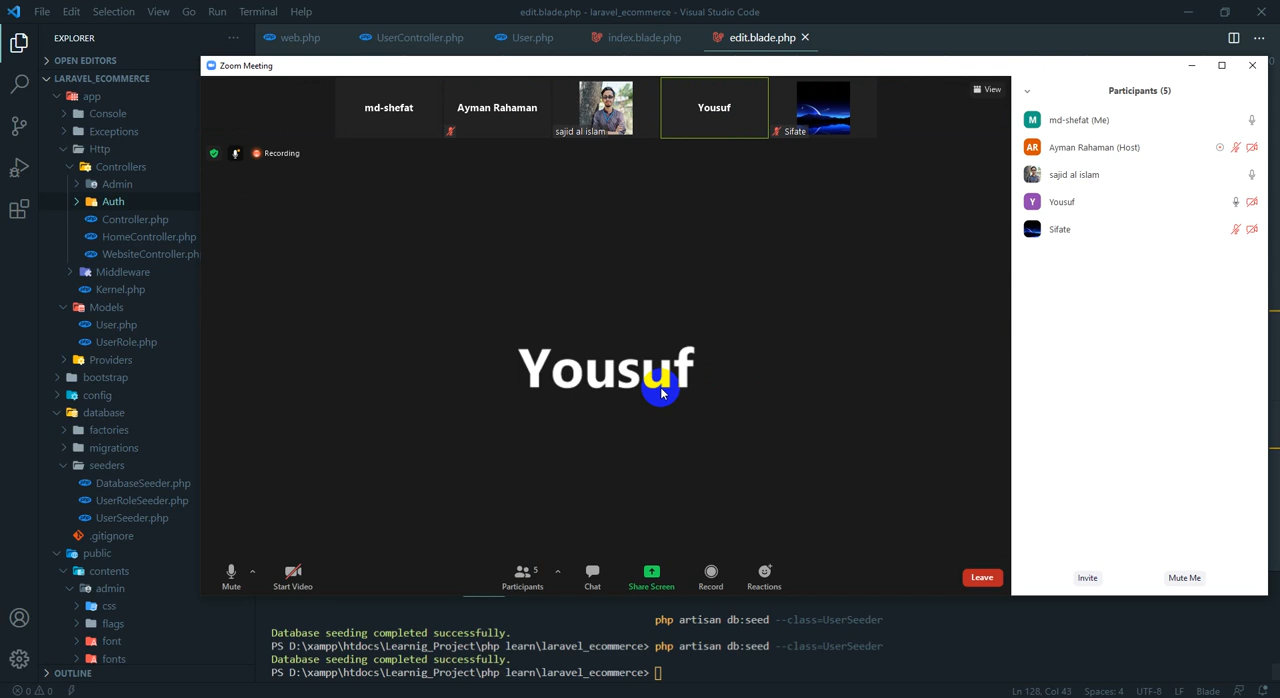 File Edit Selection View Go Run Terminal Help
edit.blade.php - laravel_ecommerce - Visual Studio Code
EXPLORER
web.php UserController.php User.php index.blade.php edit.blade.php
OPEN EDITORS
LARAVEL_ECOMMERCE
app
Console
Exceptions
Http
Controllers
Admin
Auth
Controller.php
HomeController.php
WebsiteController.ph
Middleware
Kernel.php
Models
User.php
UserRole.php
Providers
bootstrap
config
database
factories
migrations
seeders
DatabaseSeeder.php
UserRoleSeeder.php
UserSeeder.php
.gitignore
public
contents
admin
css
flags
font
fonts
OUTLINE
Zoom Meeting
md-shefat
Ayman Rahaman
sajid al islam
Yousuf
Sifate
View
Recording
Yousuf
Participants (5)
M md-shefat (Me)
AR Ayman Rahaman (Host)
sajid al islam
Y Yousuf
Sifate
Mute
Start Video
Participants 5
Chat
Share Screen
Record
Reactions
Leave
Invite
Mute Me
php artisan db:seed --class=UserSeeder
Database seeding completed successfully.
PS D:\xampp\htdocs\Learnig_Project\php learn\laravel_ecommerce> php artisan db:seed --class=UserSeeder
Database seeding completed successfully.
PS D:\xampp\htdocs\Learnig_Project\php learn\laravel_ecommerce>
0 0
Ln 128, Col 43 Spaces: 4 UTF-8 LF Blade